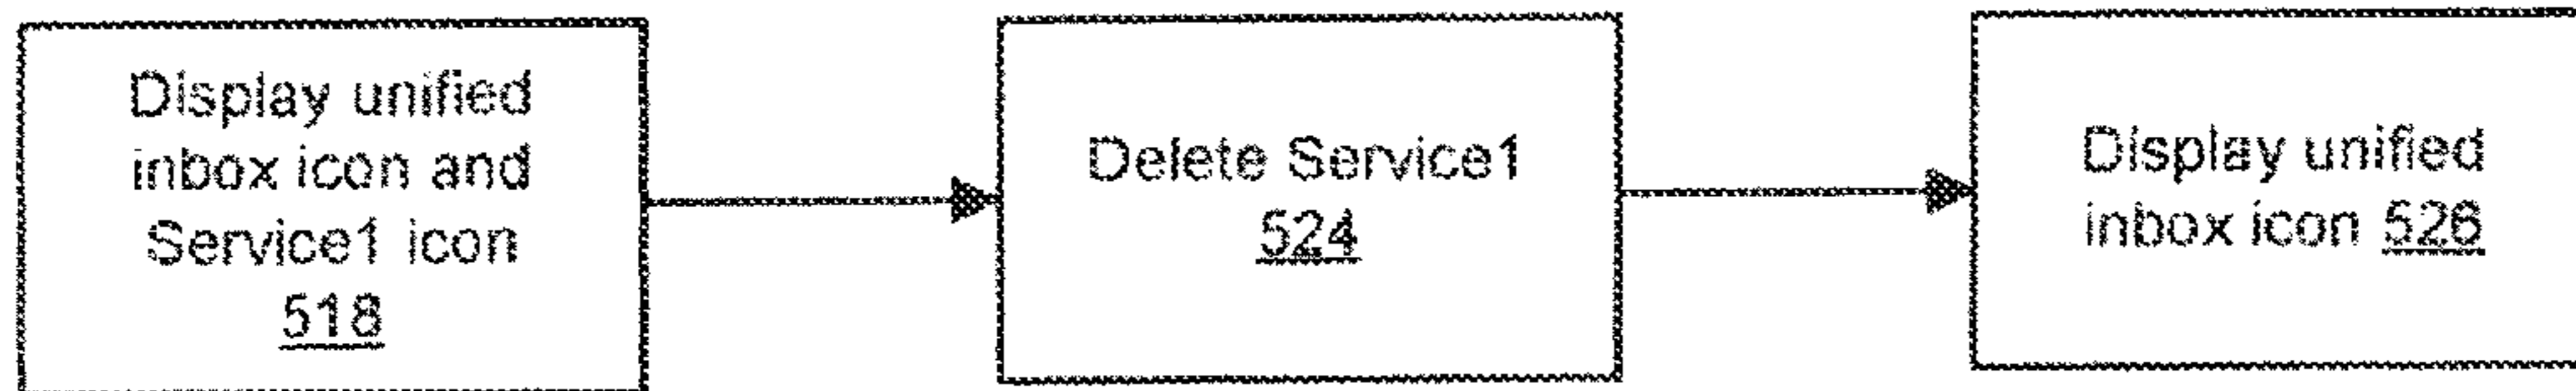 Display unified
inbox icon and
Service1 icon
518
Delete Service1
524
Display unified
inbox icon 526